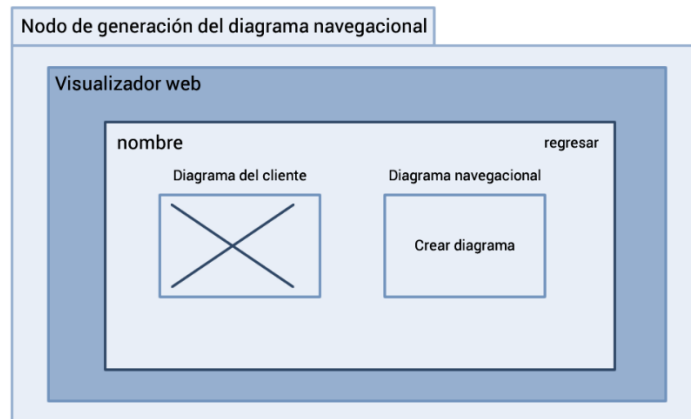 Nodo de generación del diagrama navegacional
Visualizador web
nombre
regresar
Diagrama del cliente
Diagrama navegacional
Crear diagrama